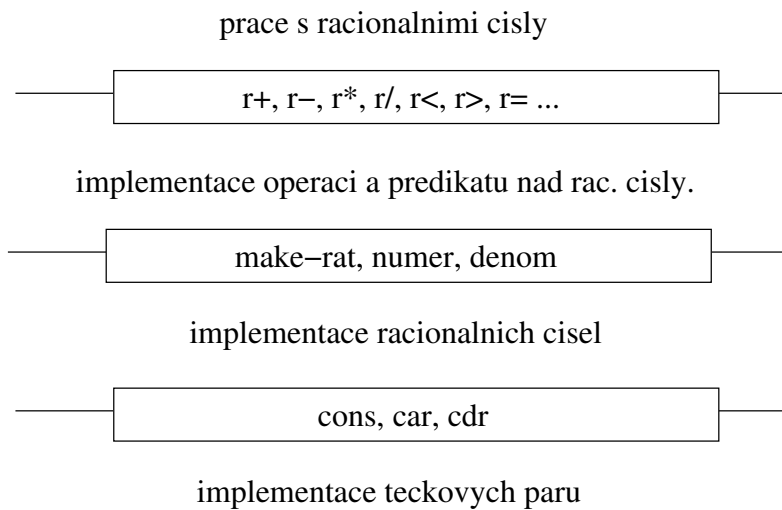 prace s racionalnimi cisly
r+, r−, r*, r/, r<, r>, r= ...
implementace operaci a predikatu nad rac. cisly.
make−rat, numer, denom
implementace racionalnich cisel
cons, car, cdr
implementace teckovych paru